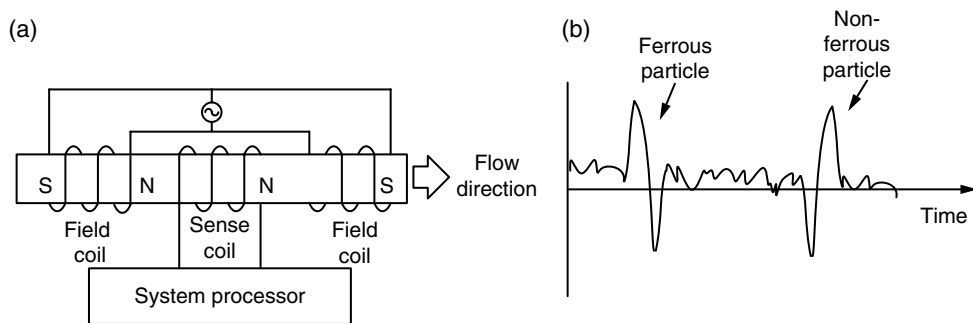 (a)
S
N
N
S
Flow
direction
Field
coil
Sense
coil
Field
coil
System processor
(b)
Ferrous
particle
Non-
ferrous
particle
Time